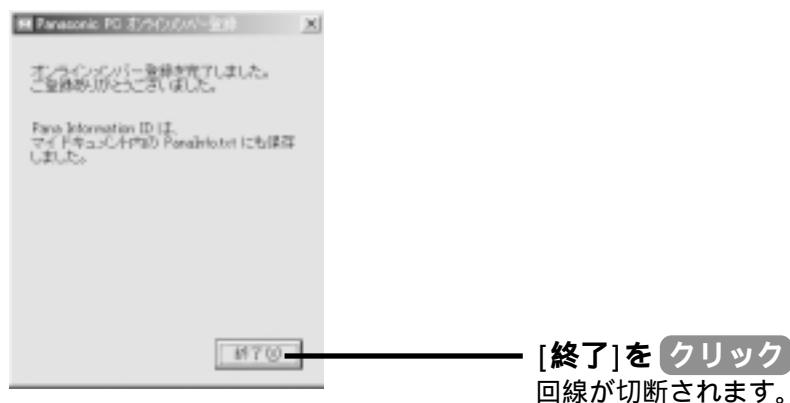 Panasonic PC オンラインメンバー登録
オンラインメンバー登録を完了しました。
ご登録ありがとうございました。
Pana Information ID は、
マイドキュメント内の PanaInfo.txt にも保存
しました。
終了(X)
[終了]を クリック
回線が切断されます。